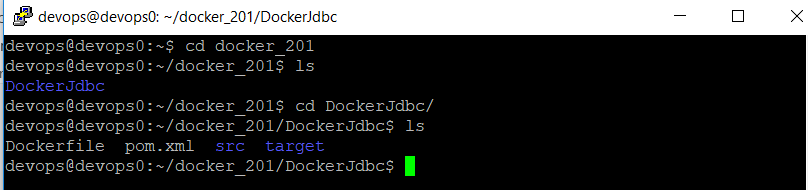 devops@devops0: ~/docker_201/DockerJdbc
devops@devops0:~$ cd docker_201
devops@devops0:~/docker_201$ ls
DockerJdbc
devops@devops0:~/docker_201$ cd DockerJdbc/
devops@devops0:~/docker_201/DockerJdbc$ ls
Dockerfile  pom.xml  src  target
devops@devops0:~/docker_201/DockerJdbc$